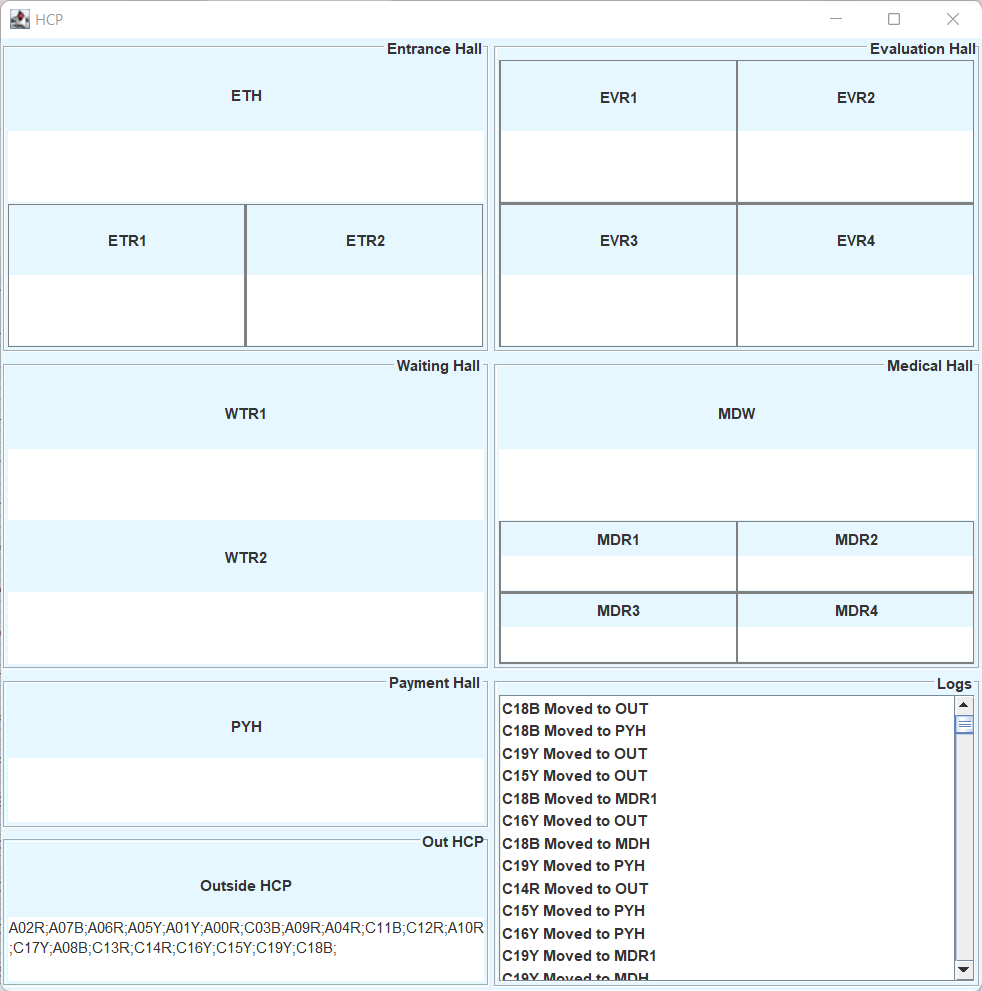 HCP
Entrance Hall
ETH
ETR1
ETR2
Evaluation Hall
EVR1
EVR2
EVR3
EVR4
Waiting Hall
WTR1
WTR2
Medical Hall
MDW
MDR1
MDR2
MDR3
MDR4
Payment Hall
PYH
Out HCP
Outside HCP
A02R;A07B;A06R;A05Y;A01Y;A00R;C03B;A09R;A04R;C11B;C12R;A10R
;C17Y;A08B;C13R;C14R;C16Y;C15Y;C19Y;C18B;
Logs
C18B Moved to OUT
C18B Moved to PYH
C19Y Moved to OUT
C15Y Moved to OUT
C18B Moved to MDR1
C16Y Moved to OUT
C18B Moved to MDH
C19Y Moved to PYH
C14R Moved to OUT
C15Y Moved to PYH
C16Y Moved to PYH
C19Y Moved to MDR1
C19Y Moved to MDH